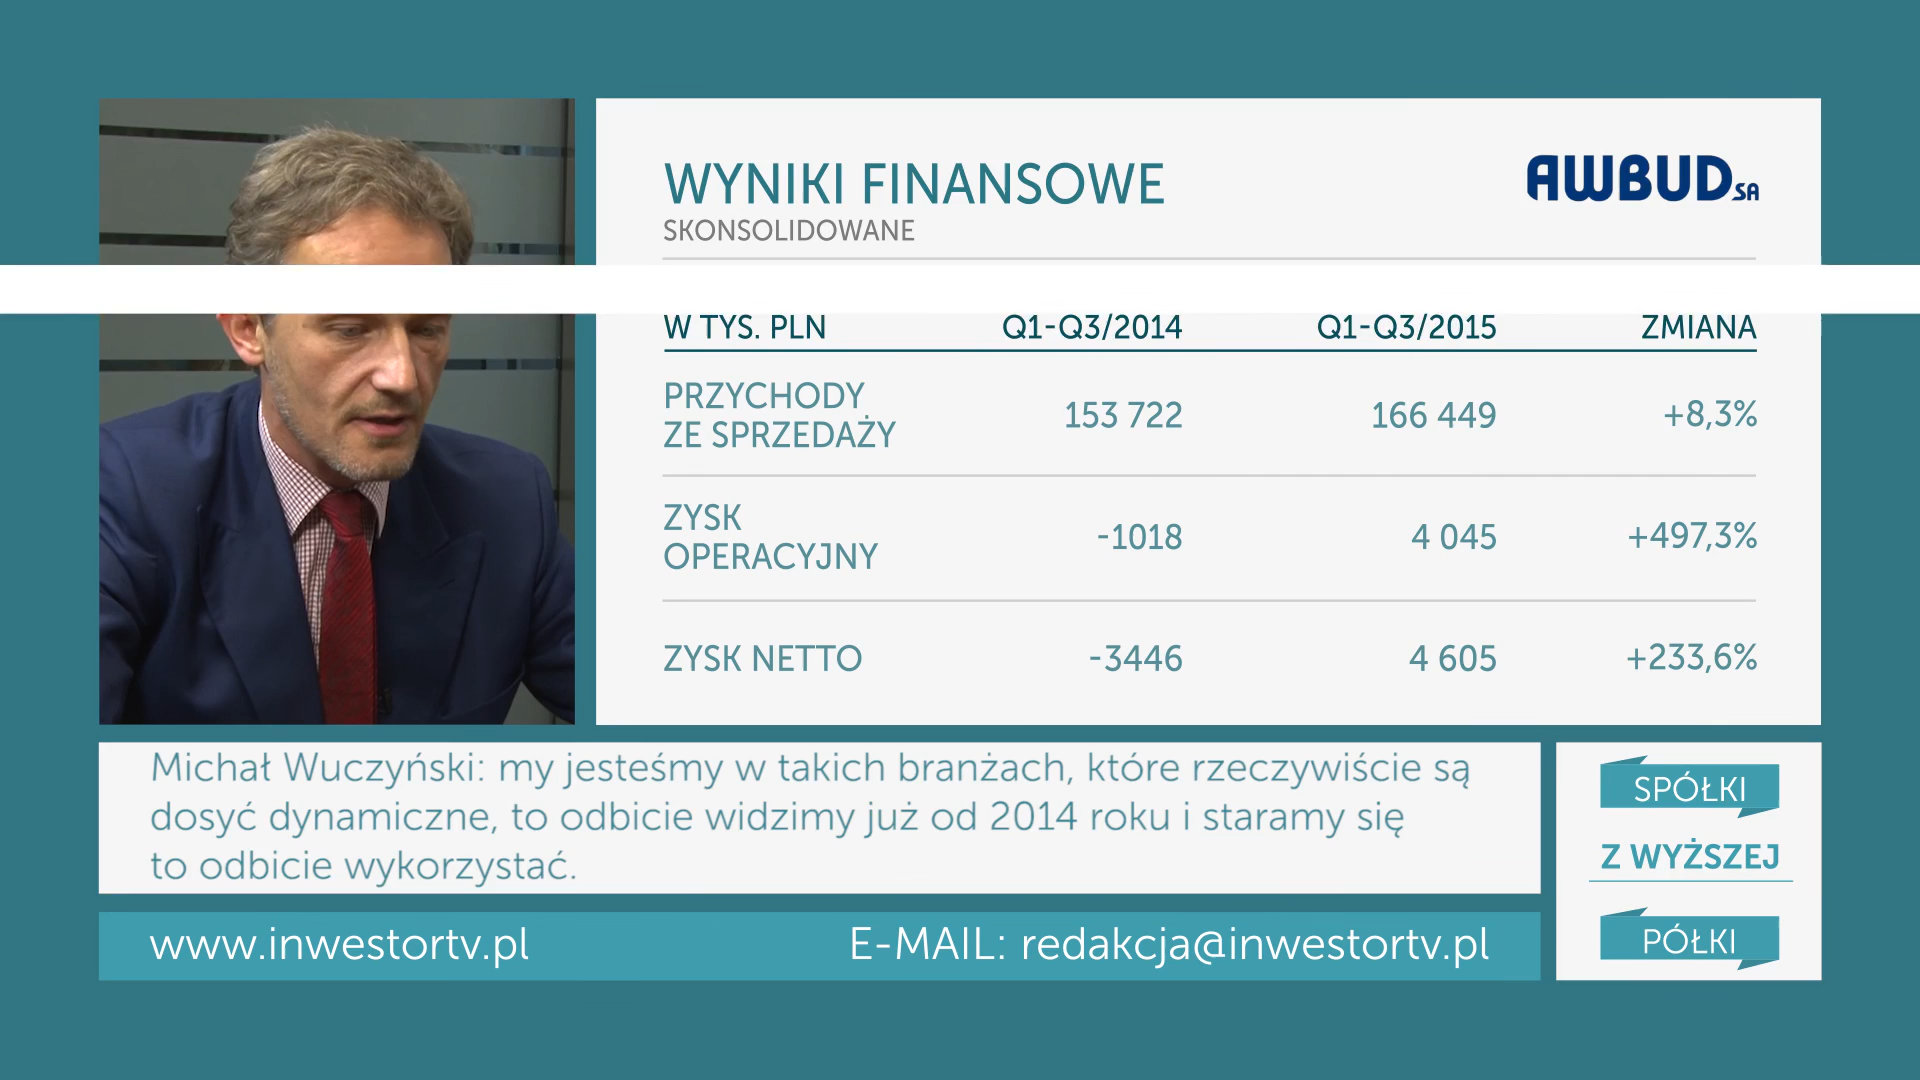 WYNIKI FINANSOWE
AWBUD SA
SKONSOLIDOWANE
W TYS. PLN Q1-Q3/2014 Q1-Q3/2015 ZMIANA
PRZYCHODY
ZE SPRZEDAŻY 153 722 166 449 +8,3%
ZYSK
OPERACYJNY -1018 4 045 +497,3%
ZYSK NETTO -3446 4 605 +233,6%
Michał Wuczyński: my jesteśmy w takich branżach, które rzeczywiście są
dosyć dynamiczne, to odbicie widzimy już od 2014 roku i staramy się
to odbicie wykorzystać.
SPÓŁKI
Z WYŻSZEJ
PÓŁKI
www.inwestortv.pl E-MAIL: redakcja@inwestortv.pl